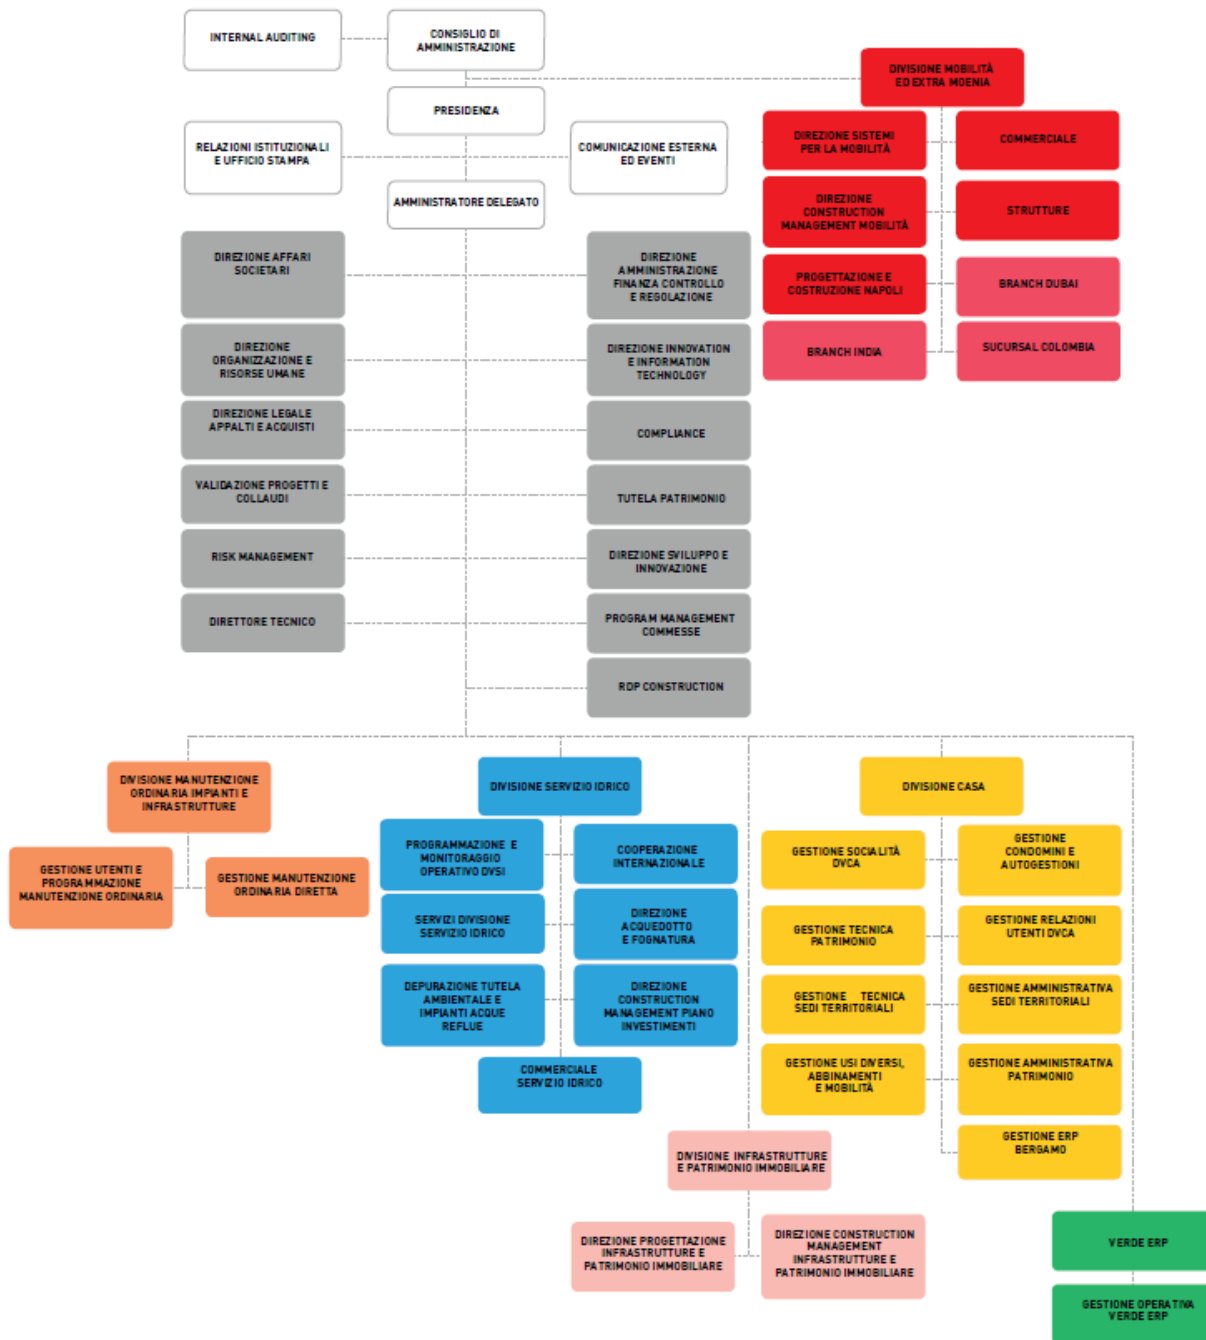 INTERNAL AUDITING
CONSIGLIO DI
AMMINISTRAZIONE
DIVISIONE MOBILITÀ
ED EXTRA MOENIA
PRESIDENZA
RELAZIONI ISTITUZIONALI
E UFFICIO STAMPA
COMUNICAZIONE ESTERNA
ED EVENTI
DIREZIONE SISTEMI
PER LA MOBILITÀ
COMMERCIALE
AMMINISTRATORE DELEGATO
DIREZIONE
CONSTRUCTION
MANAGEMENT MOBILITÀ
STRUTTURE
DIREZIONE AFFARI
SOCIETARI
DIREZIONE
AMMINISTRAZIONE
FINANZA CONTROLLO
E REGOLAZIONE
PROGETTAZIONE E
COSTRUZIONE NAPOLI
BRANCH DUBAI
DIREZIONE
ORGANIZZAZIONE E
RISORSE UMANE
DIREZIONE INNOVATION
E INFORMATION
TECHNOLOGY
BRANCH INDIA
SUCURSAL COLOMBIA
DIREZIONE LEGALE
APPALTI E ACQUISTI
COMPLIANCE
VALIDAZIONE PROGETTI E
COLLAUDI
TUTELA PATRIMONIO
RISK MANAGEMENT
DIREZIONE SVILUPPO E
INNOVAZIONE
DIRETTORE TECNICO
PROGRAM MANAGEMENT
COMMESSE
RDP CONSTRUCTION
DIVISIONE MANUTENZIONE
ORDINARIA IMPIANTI E
INFRASTRUTTURE
GESTIONE UTENTI E
PROGRAMMAZIONE
MANUTENZIONE ORDINARIA
GESTIONE MANUTENZIONE
ORDINARIA DIRETTA
DIVISIONE SERVIZIO IDRICO
PROGRAMMAZIONE E
MONITORAGGIO
OPERATIVO DVSI
COOPERAZIONE
INTERNAZIONALE
SERVIZI DIVISIONE
SERVIZIO IDRICO
DIREZIONE
ACQUEDOTTO
E FOGNATURA
DEPURAZIONE TUTELA
AMBIENTALE E
IMPIANTI ACQUE
REFLUE
DIREZIONE
CONSTRUCTION
MANAGEMENT PIANO
INVESTIMENTI
COMMERCIALE
SERVIZIO IDRICO
DIVISIONE CASA
GESTIONE SOCIALITÀ
DVCA
GESTIONE
CONDOMINI E
AUTOGESTIONI
GESTIONE TECNICA
PATRIMONIO
GESTIONE RELAZIONI
UTENTI DVCA
GESTIONE TECNICA
SEDI TERRITORIALI
GESTIONE AMMINISTRATIVA
SEDI TERRITORIALI
GESTIONE USI DIVERSI,
ABBINAMENTI
E MOBILITÀ
GESTIONE AMMINISTRATIVA
PATRIMONIO
GESTIONE ERP
BERGAMO
DIVISIONE INFRASTRUTTURE
E PATRIMONIO IMMOBILIARE
DIREZIONE PROGETTAZIONE
INFRASTRUTTURE E
PATRIMONIO IMMOBILIARE
DIREZIONE CONSTRUCTION
MANAGEMENT
INFRASTRUTTURE E
PATRIMONIO IMMOBILIARE
VERDE ERP
GESTIONE OPERATIVA
VERDE ERP